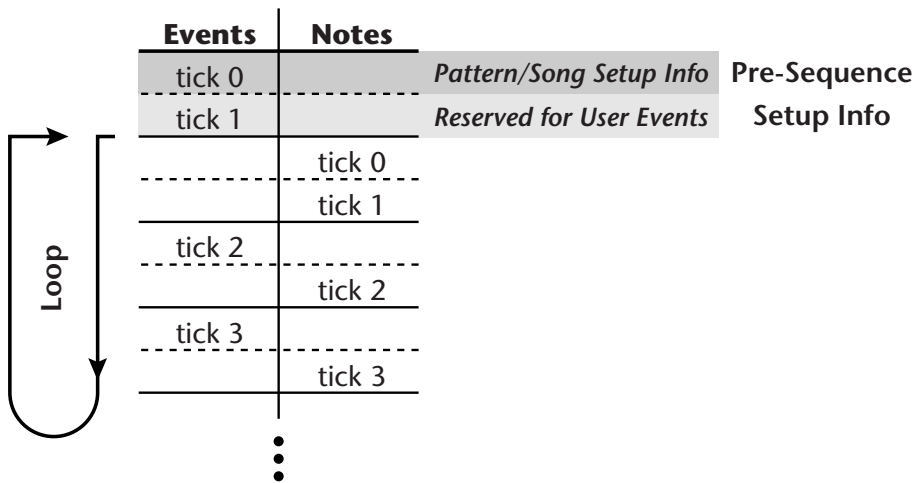 Events Notes
tick 0 Pattern/Song Setup Info Pre-Sequence
tick 1 Reserved for User Events Setup Info
tick 0
tick 1
tick 2
tick 2
tick 3
tick 3
Loop